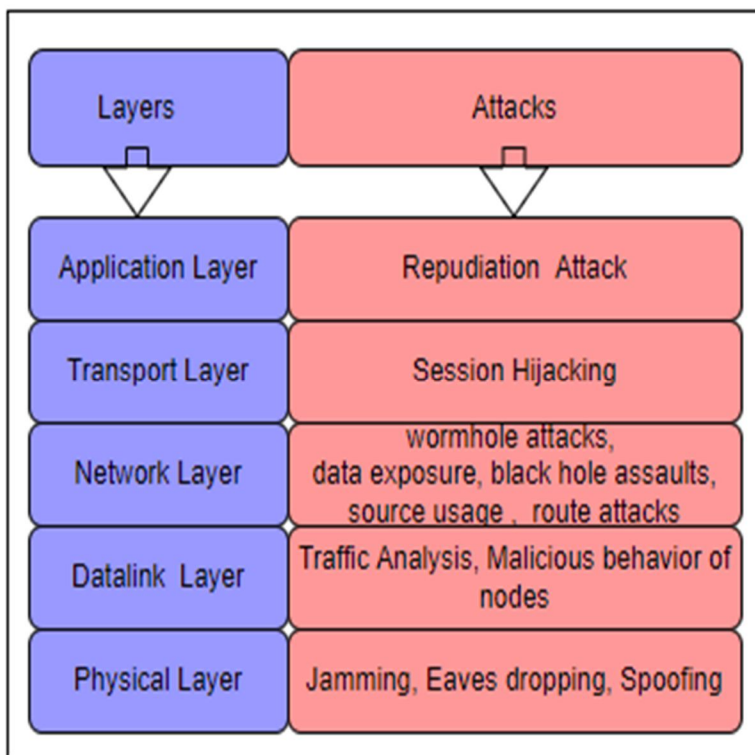 Layers Attacks
Application Layer Repudiation Attack
Transport Layer Session Hijacking
wormhole attacks,
Network Layer data exposure, black hole assaults,
source usage , route attacks
Datalink Layer Traffic Analysis, Malicious behavior of
nodes
Physical Layer Jamming, Eaves dropping, Spoofing